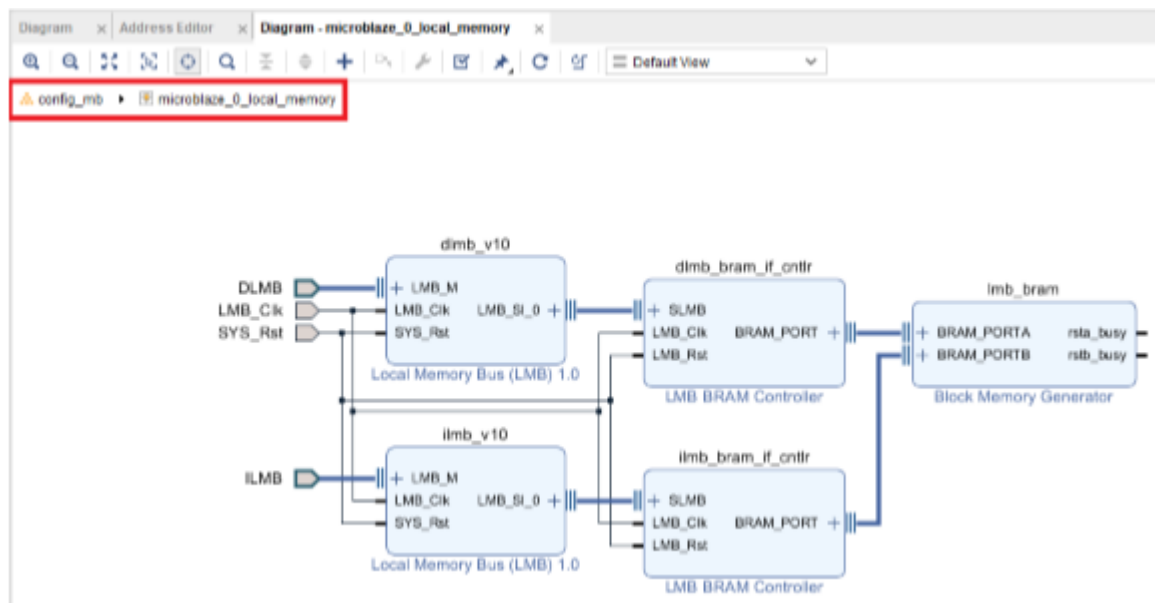 Diagram × Address Editor × Diagram - microblaze_0_local_memory ×
Default View
config_mb ▸ microblaze_0_local_memory
dlmb_v10
DLMB
LMB_Clk
SYS_Rst
+ LMB_M
LMB_Clk LMB_Sl_0 +
SYS_Rst
Local Memory Bus (LMB) 1.0
dlmb_bram_if_cntlr
+ SLMB
LMB_Clk BRAM_PORT +
LMB_Rst
LMB BRAM Controller
lmb_bram
+ BRAM_PORTA rsta_busy
+ BRAM_PORTB rstb_busy
Block Memory Generator
ilmb_v10
ILMB
+ LMB_M
LMB_Clk LMB_Sl_0 +
SYS_Rst
Local Memory Bus (LMB) 1.0
ilmb_bram_if_cntlr
+ SLMB
LMB_Clk BRAM_PORT +
LMB_Rst
LMB BRAM Controller